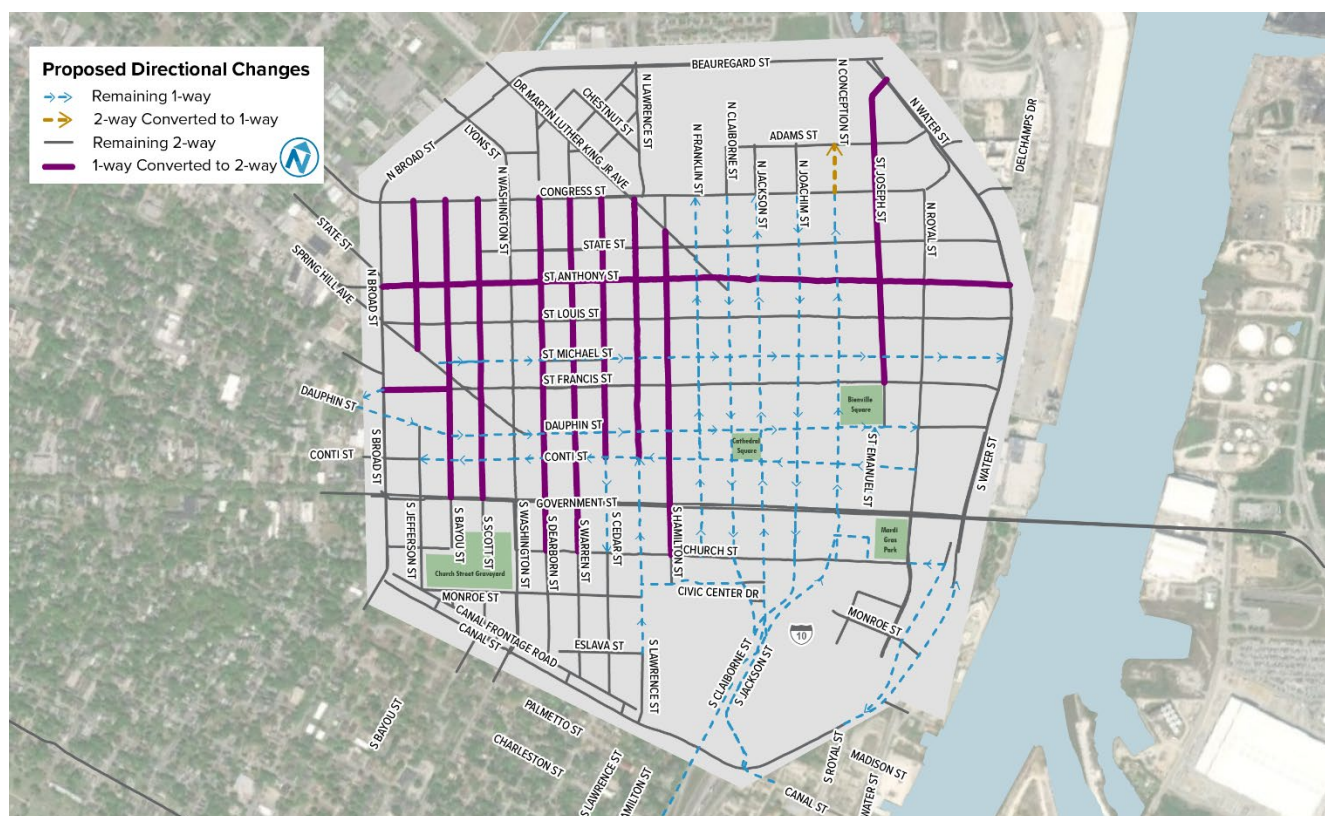 Proposed Directional Changes
Remaining 1-way
2-way Converted to 1-way
Remaining 2-way
1-way Converted to 2-way
N
BEAUREGARD ST
N LAWRENCE ST
DR MARTIN LUTHER KING JR AVE
CHESTNUT ST
N CONCEPTION ST
N WATER ST
DELCHAMPS DR
LYONS ST
N BROAD ST
N CLAIBORNE ST
N FRANKLIN ST
ADAMS ST
N WASHINGTON ST
N JACKSON ST
N JOACHIM ST
ST JOSEPH ST
CONGRESS ST
N ROYAL ST
STATE ST
STATE ST
SPRING HILL AVE
N BROAD ST
ST ANTHONY ST
ST LOUIS ST
ST MICHAEL ST
ST FRANCIS ST
DAUPHIN ST
Bienville
Square
DAUPHIN ST
Cathedral
Square
S BROAD ST
CONTI ST
CONTI ST
ST EMANUEL ST
S WATER ST
GOVERNMENT ST
S JEFFERSON ST
S BAYOU ST
S SCOTT ST
S WASHINGTON ST
S DEARBORN ST
S WARREN ST
S CEDAR ST
S HAMILTON ST
Mardi
Gras
Park
CHURCH ST
Church Street Graveyard
MONROE ST
CIVIC CENTER DR
CANAL FRONTAGE ROAD
CANAL ST
MONROE ST
10
ESLAVA ST
S LAWRENCE ST
S CLAIBORNE ST
S JACKSON ST
S BAYOU ST
PALMETTO ST
CHARLESTON ST
S LAWRENCE ST
AMILTON ST
S ROYAL ST
MADISON ST
WATER ST
CANAL ST